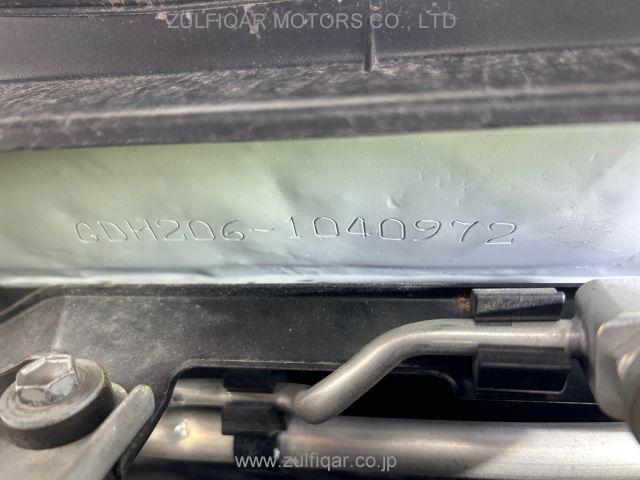 ZULFIQAR MOTORS CO., LTD
GDH206-1040972
www.zulfiqar.co.jp